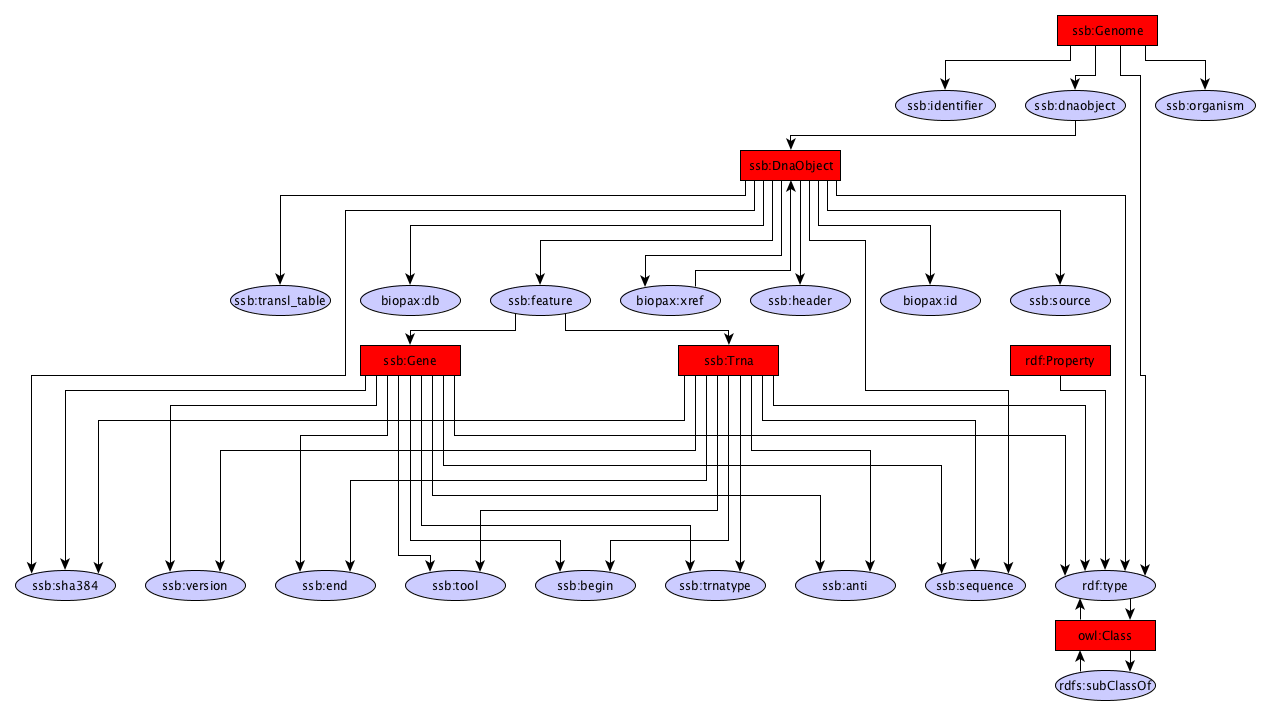 ssb:Genome
ssb:identifier
ssb:dnaobject
ssb:organism
ssb:DnaObject
ssb:transl_table
biopax:db
ssb:feature
biopax:xref
ssb:header
biopax:id
ssb:source
ssb:Gene
ssb:Trna
rdf:Property
ssb:sha384
ssb:version
ssb:end
ssb:tool
ssb:begin
ssb:trnatype
ssb:anti
ssb:sequence
rdf:type
owl:Class
rdfs:subClassOf